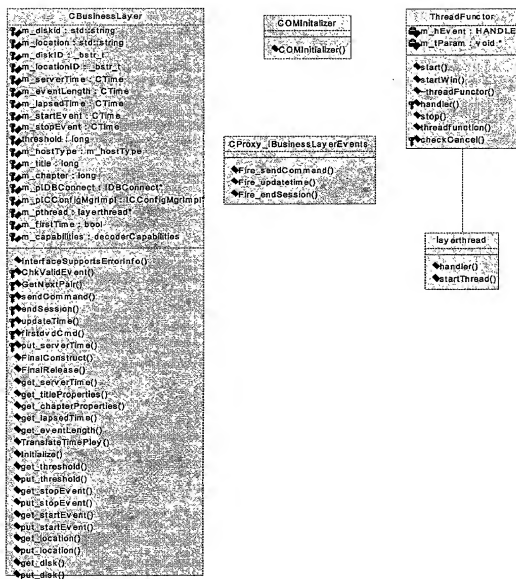 CBusinessLayer
m_diskid : std::string
m_location : std::string
m_diskID : _bstr_t
m_locationID : _bstr_t
m_serverTime : CTime
m_eventLength : CTime
m_lapsedTime : CTime
m_startEvent : CTime
m_stopEvent : CTime
threshold : long
m_hostType : m_hostType
m_title : long
m_chapter : long
m_pIDBConnect : IDBConnect*
m_pICConfigMgrImpl : ICConfigMgrImpl*
m_pthread : layerthread*
m_firstTime : bool
m_capabilities : decoderCapabilities
InterfaceSupportsErrorInfo()
ChkValidEvent()
GetNextPair()
sendCommand()
endSession()
updateTime()
firstdvdCmd()
put_serverTime()
FinalConstruct()
FinalRelease()
get_serverTime()
get_titleProperties()
get_chapterProperties()
get_lapsedTime()
get_eventLength()
TranslateTimePlay()
Initialize()
get_threshold()
put_threshold()
get_stopEvent()
put_stopEvent()
get_startEvent()
put_startEvent()
get_location()
put_location()
get_disk()
put_disk()
COMInitalizer
COMInitializer()
CProxy_IBusinessLayerEvents
Fire_sendCommand()
Fire_updatetime()
Fire_endSession()
ThreadFunctor
m_hEvent : HANDLE
m_tParam : void *
start()
startWin()
~threadFunctor()
handler()
stop()
threadFunction()
checkCancel()
layerthread
handler()
startThread()